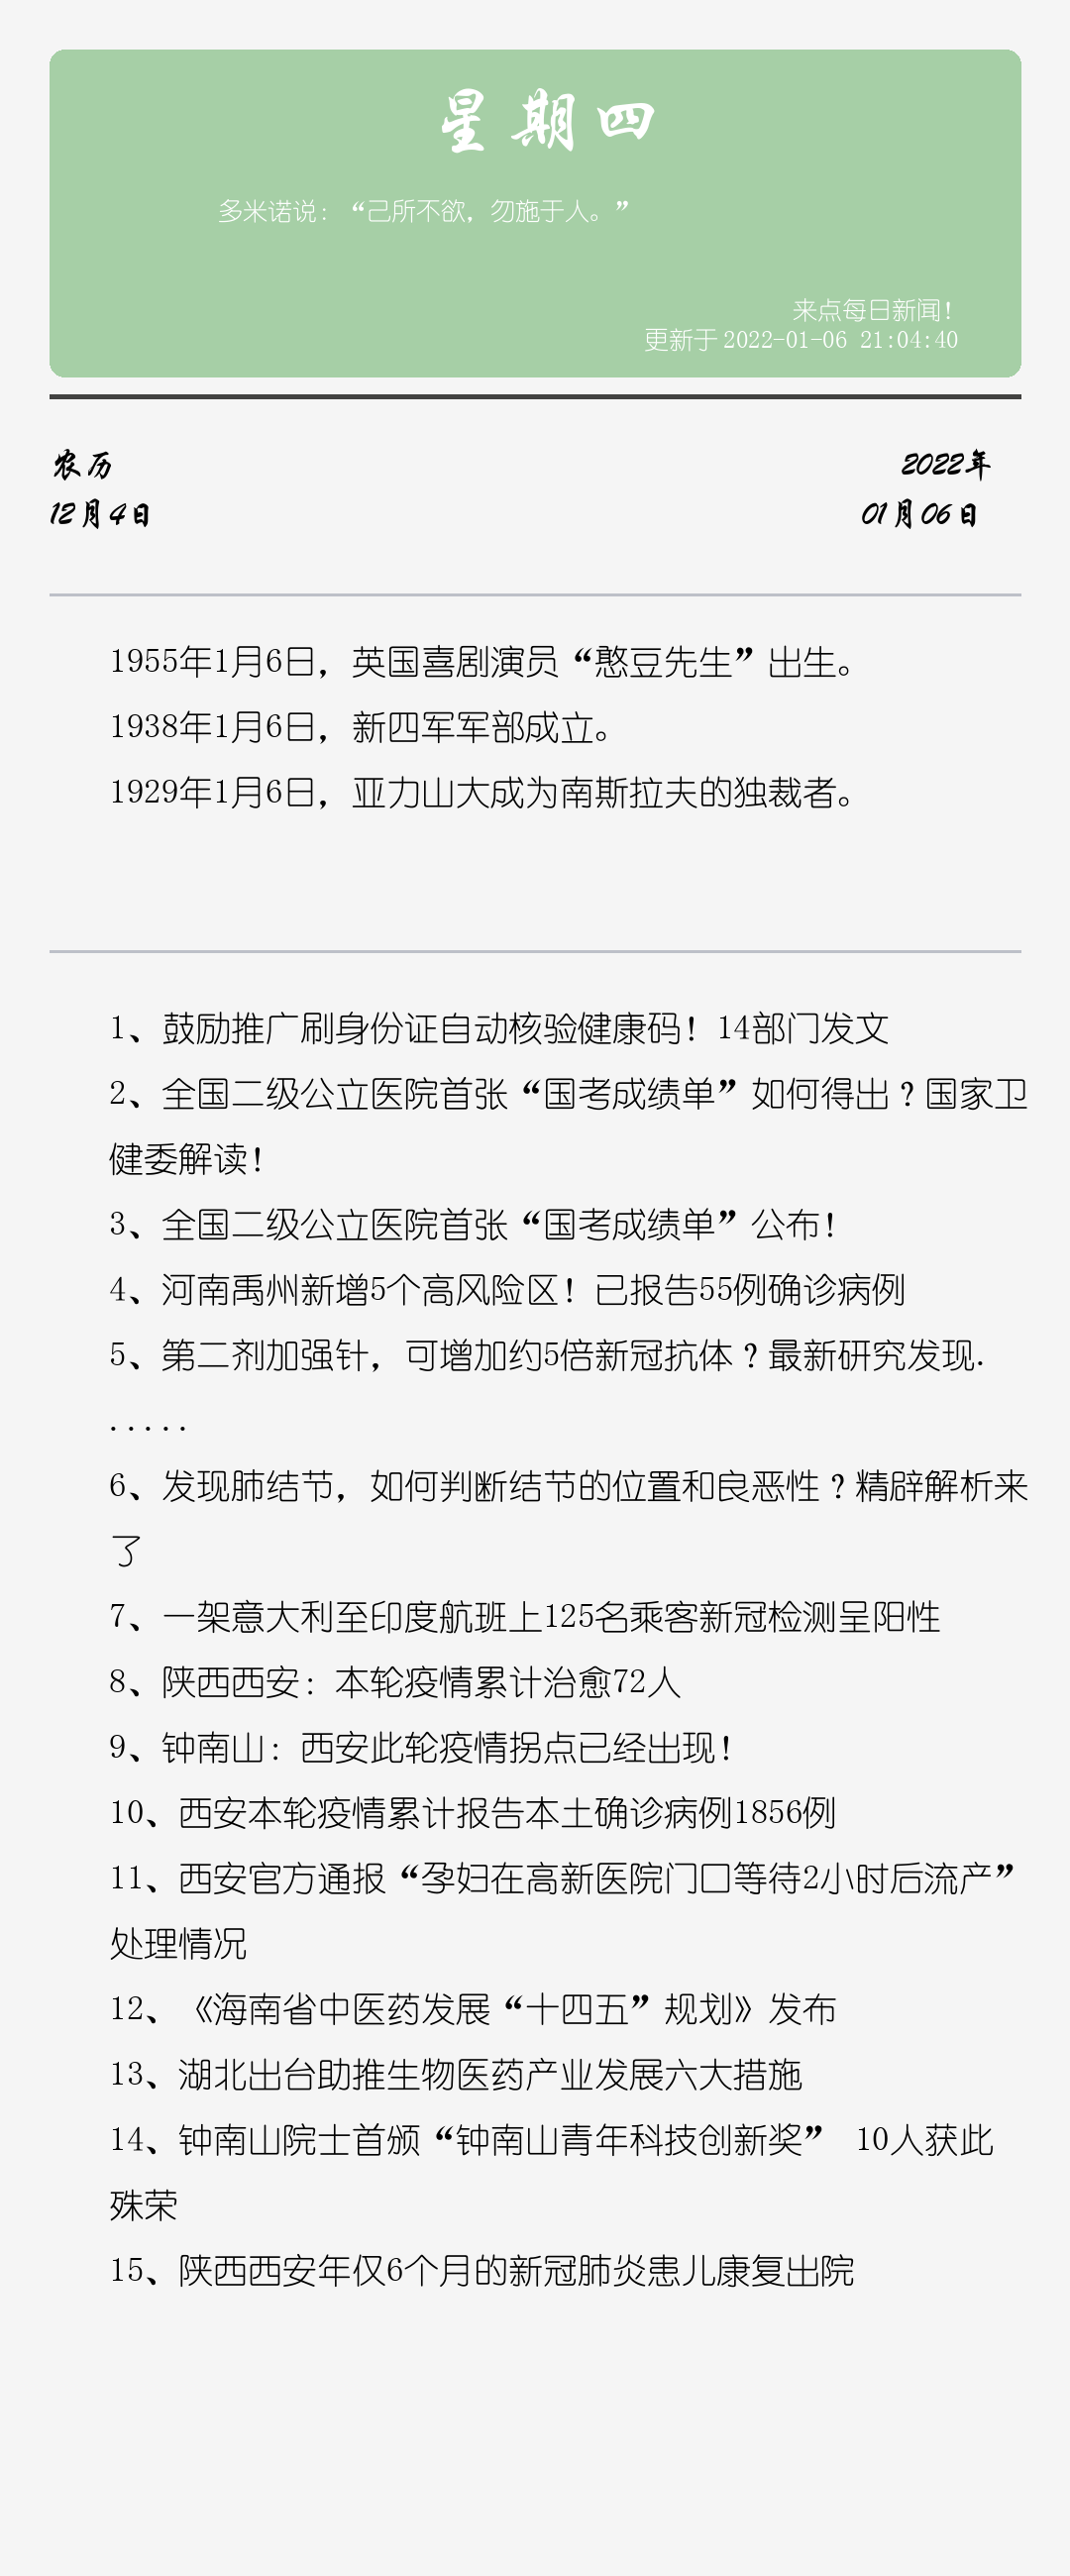 星期四
多米诺说：“己所不欲，勿施于人。”
来点每日新闻！
更新于 2022-01-06 21:04:40
农历
2022年
12月4日
01月06日
1955年1月6日，英国喜剧演员“憨豆先生”出生。
1938年1月6日，新四军军部成立。
1929年1月6日，亚力山大成为南斯拉夫的独裁者。
1、鼓励推广刷身份证自动核验健康码！14部门发文
2、全国二级公立医院首张“国考成绩单”如何得出？国家卫
健委解读！
3、全国二级公立医院首张“国考成绩单”公布！
4、河南禹州新增5个高风险区！已报告55例确诊病例
5、第二剂加强针，可增加约5倍新冠抗体？最新研究发现.
.....
6、发现肺结节，如何判断结节的位置和良恶性？精辟解析来
了
7、一架意大利至印度航班上125名乘客新冠检测呈阳性
8、陕西西安：本轮疫情累计治愈72人
9、钟南山：西安此轮疫情拐点已经出现！
10、西安本轮疫情累计报告本土确诊病例1856例
11、西安官方通报“孕妇在高新医院门口等待2小时后流产”
处理情况
12、《海南省中医药发展“十四五”规划》发布
13、湖北出台助推生物医药产业发展六大措施
14、钟南山院士首颁“钟南山青年科技创新奖” 10人获此
殊荣
15、陕西西安年仅6个月的新冠肺炎患儿康复出院